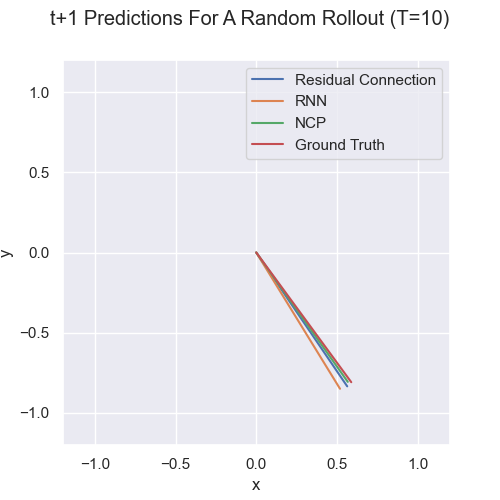 t+1 Predictions For A Random Rollout (T=10)
Residual Connection
RNN
NCP
Ground Truth
1.0
0.5
0.0
−0.5
−1.0
y
−1.0 −0.5 0.0 0.5 1.0
x